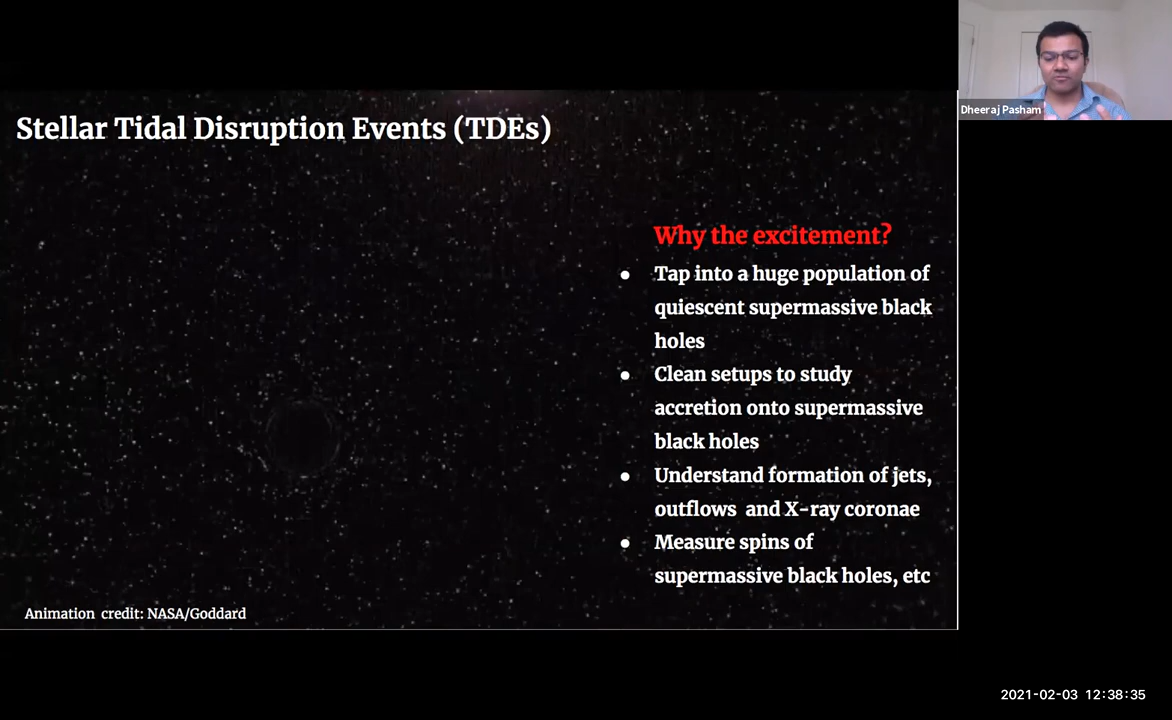 Stellar Tidal Disruption Events (TDEs)
Dheeraj Pasham
Why the excitement?
● Tap into a huge population of
quiescent supermassive black
holes
● Clean setups to study
accretion onto supermassive
black holes
● Understand formation of jets,
outflows and X-ray coronae
● Measure spins of
supermassive black holes, etc
Animation credit: NASA/Goddard
2021-02-03 12:38:35